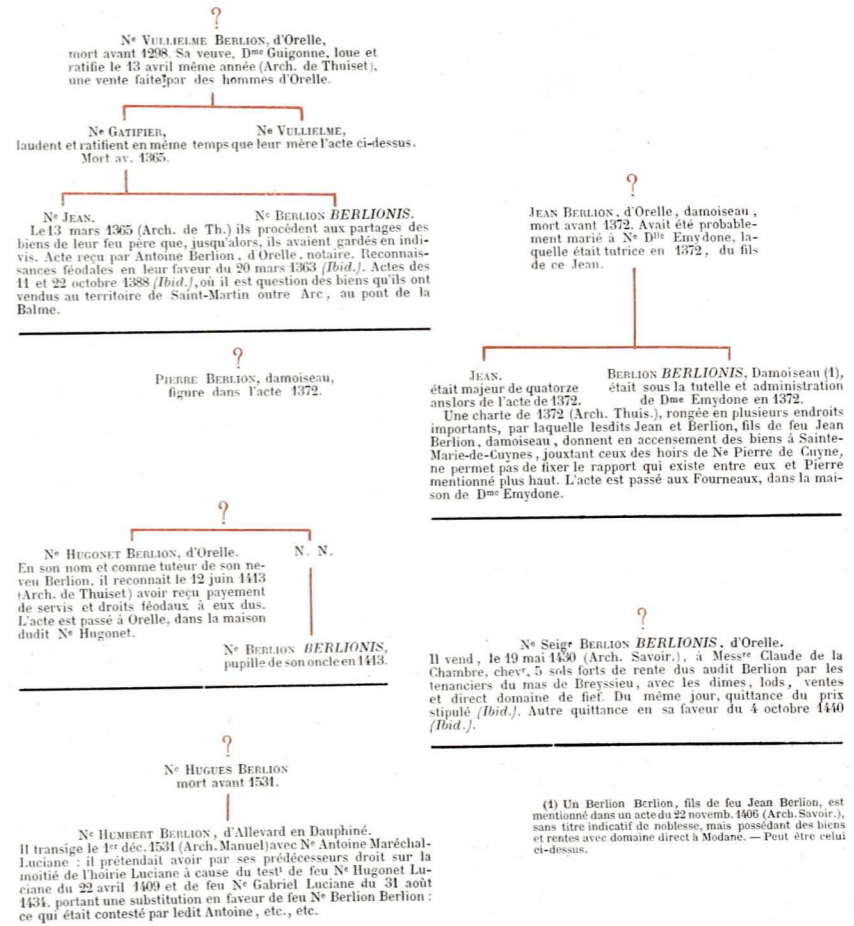 ?
Nᵉ VULLIELME BERLION, d'Orelle,
mort avant 1298. Sa veuve, Dᵐᵉ Guigonne, loue et
ratifie le 13 avril même année (Arch. de Thuiset),
une vente faite par des hommes d'Orelle.
Nᵉ GATIFIER, Nᵉ VULLIELME,
laudent et ratifient en même temps que leur mère l'acte ci-dessus.
Mort av. 1365.
Nᵉ JEAN. Nᵉ BERLION BERLIONIS.
Le 13 mars 1365 (Arch. de Th.) ils procèdent aux partages des
biens de leur feu père que, jusqu'alors, ils avaient gardés en indi-
vis. Acte reçu par Antoine Berlion, d'Orelle, notaire. Reconnais-
sances féodales en leur faveur du 20 mars 1363 (Ibid.). Actes des
11 et 22 octobre 1388 (Ibid.), où il est question des biens qu'ils ont
vendus au territoire de Saint-Martin outre Arc, au pont de la
Balme.
?
PIERRE BERLION, damoiseau,
figure dans l'acte 1372.
?
Nᵉ HUGONET BERLION, d'Orelle. N. N.
En son nom et comme tuteur de son ne-
veu Berlion, il reconnait le 12 juin 1413
(Arch. de Thuiset) avoir reçu payement
de servis et droits féodaux à eux dus.
L'acte est passé à Orelle, dans la maison
dudit Nᵉ Hugonet.
Nᵉ BERLION BERLIONIS,
pupille de son oncle en 1413.
?
Nᵉ HUGUES BERLION
mort avant 1531.
Nᵉ HUMBERT BERLION, d'Allevard en Dauphiné.
Il transige le 1ᵉʳ déc. 1531 (Arch. Manuel) avec Nᵉ Antoine Maréchal-
Luciane : il prétendait avoir par ses prédécesseurs droit sur la
moitié de l'hoirie Luciane à cause du testᵗ de feu Nᵉ Hugonet Lu-
ciane du 22 avril 1409 et de feu Nᵉ Gabriel Luciane du 31 août
1434, portant une substitution en faveur de feu Nᵉ Berlion Berlion :
ce qui était contesté par ledit Antoine, etc., etc.
?
JEAN BERLION, d'Orelle, damoiseau,
mort avant 1372. Avait été probable-
ment marié à Nᵉ Dˡˡᵉ Emydone, la-
quelle était tutrice en 1372, du fils
de ce Jean.
JEAN. BERLION BERLIONIS, Damoiseau (1),
était majeur de quatorze était sous la tutelle et administration
ans lors de l'acte de 1372. de Dᵐᵉ Emydone en 1372.
Une charte de 1372 (Arch. Thuis.), rongée en plusieurs endroits
importants, par laquelle lesdits Jean et Berlion, fils de feu Jean
Berlion, damoiseau, donnent en accensement des biens à Sainte-
Marie-de-Cuynes, jouxtant ceux des hoirs de Nᵉ Pierre de Cuyne,
ne permet pas de fixer le rapport qui existe entre eux et Pierre
mentionné plus haut. L'acte est passé aux Fourneaux, dans la mai-
son de Dᵐᵉ Emydone.
?
Nᵉ Seigʳ BERLION BERLIONIS, d'Orelle.
Il vend, le 19 mai 1430 (Arch. Savoir.), à Messʳᵉ Claude de la
Chambre, chevʳ, 5 sols forts de rente dus audit Berlion par les
tenanciers du mas de Breyssieu, avec les dimes, lods, ventes
et direct domaine de fief. Du même jour, quittance du prix
stipulé (Ibid.). Autre quittance en sa faveur du 4 octobre 1440
(Ibid.).
(1) Un Berlion Berlion, fils de feu Jean Berlion, est
mentionné dans un acte du 22 novemb. 1406 (Arch. Savoir.),
sans titre indicatif de noblesse, mais possédant des biens
et rentes avec domaine direct à Modane. — Peut être celui
ci-dessus.